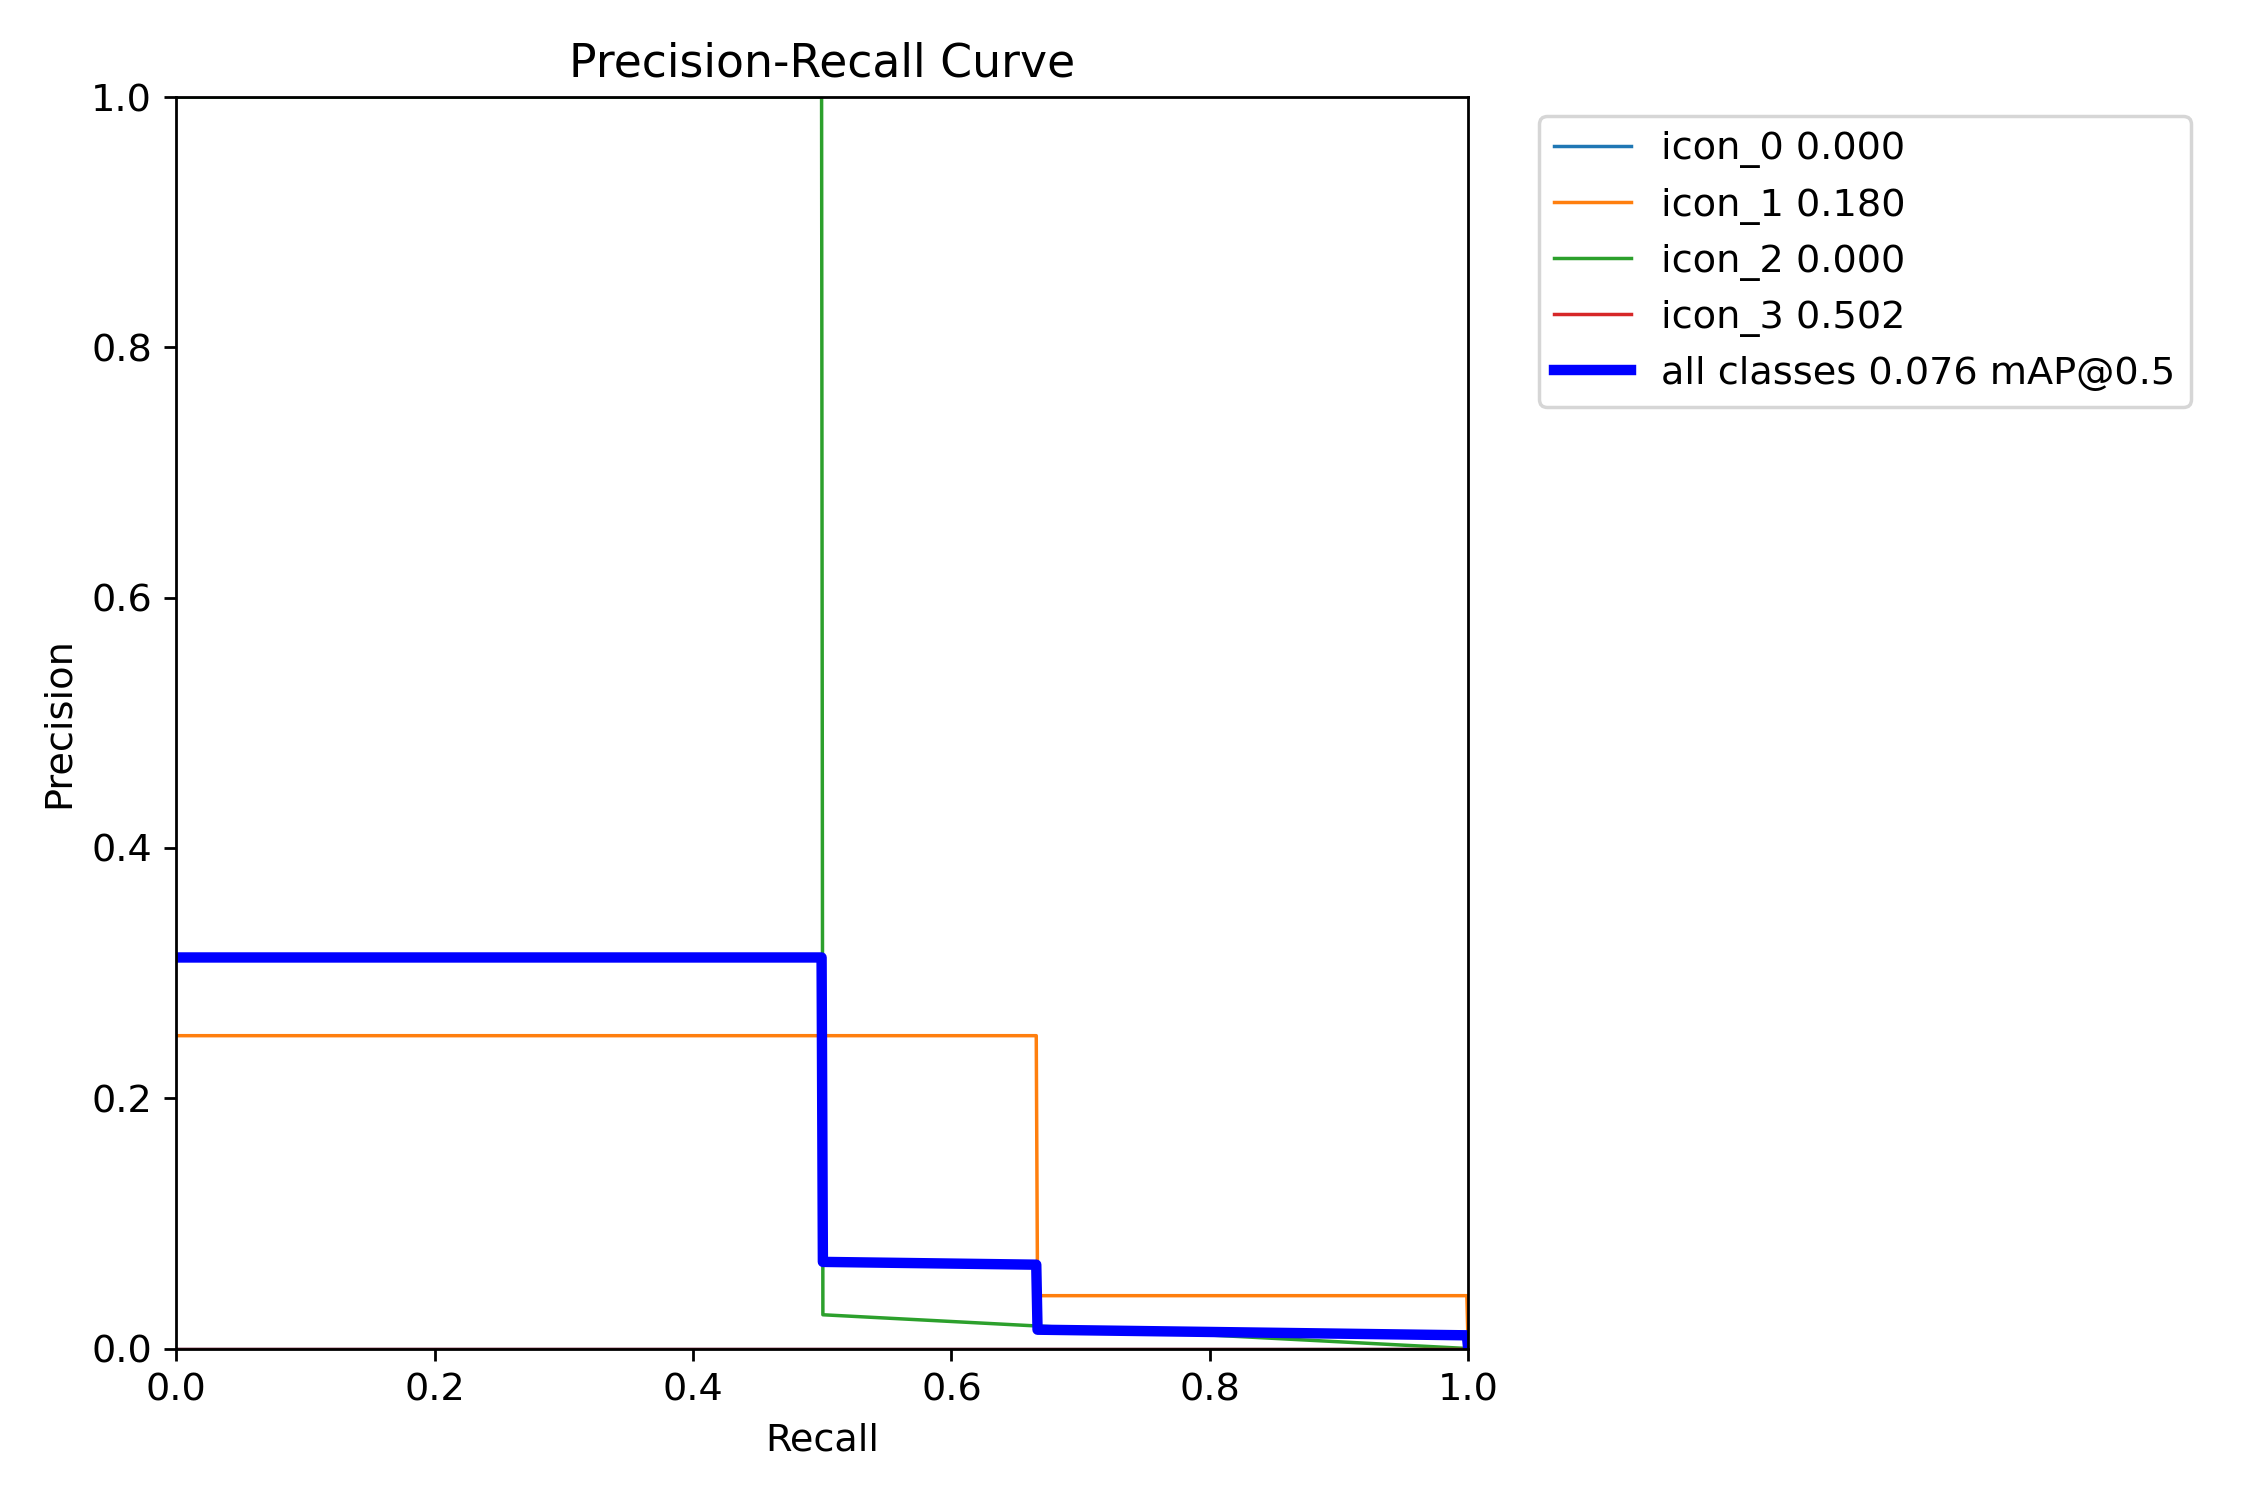 Precision-Recall Curve
1.0
0.8
0.6
0.4
0.2
0.0
Precision
0.0 0.2 0.4 0.6 0.8 1.0
Recall
icon_0 0.000
icon_1 0.180
icon_2 0.000
icon_3 0.502
all classes 0.076 mAP@0.5